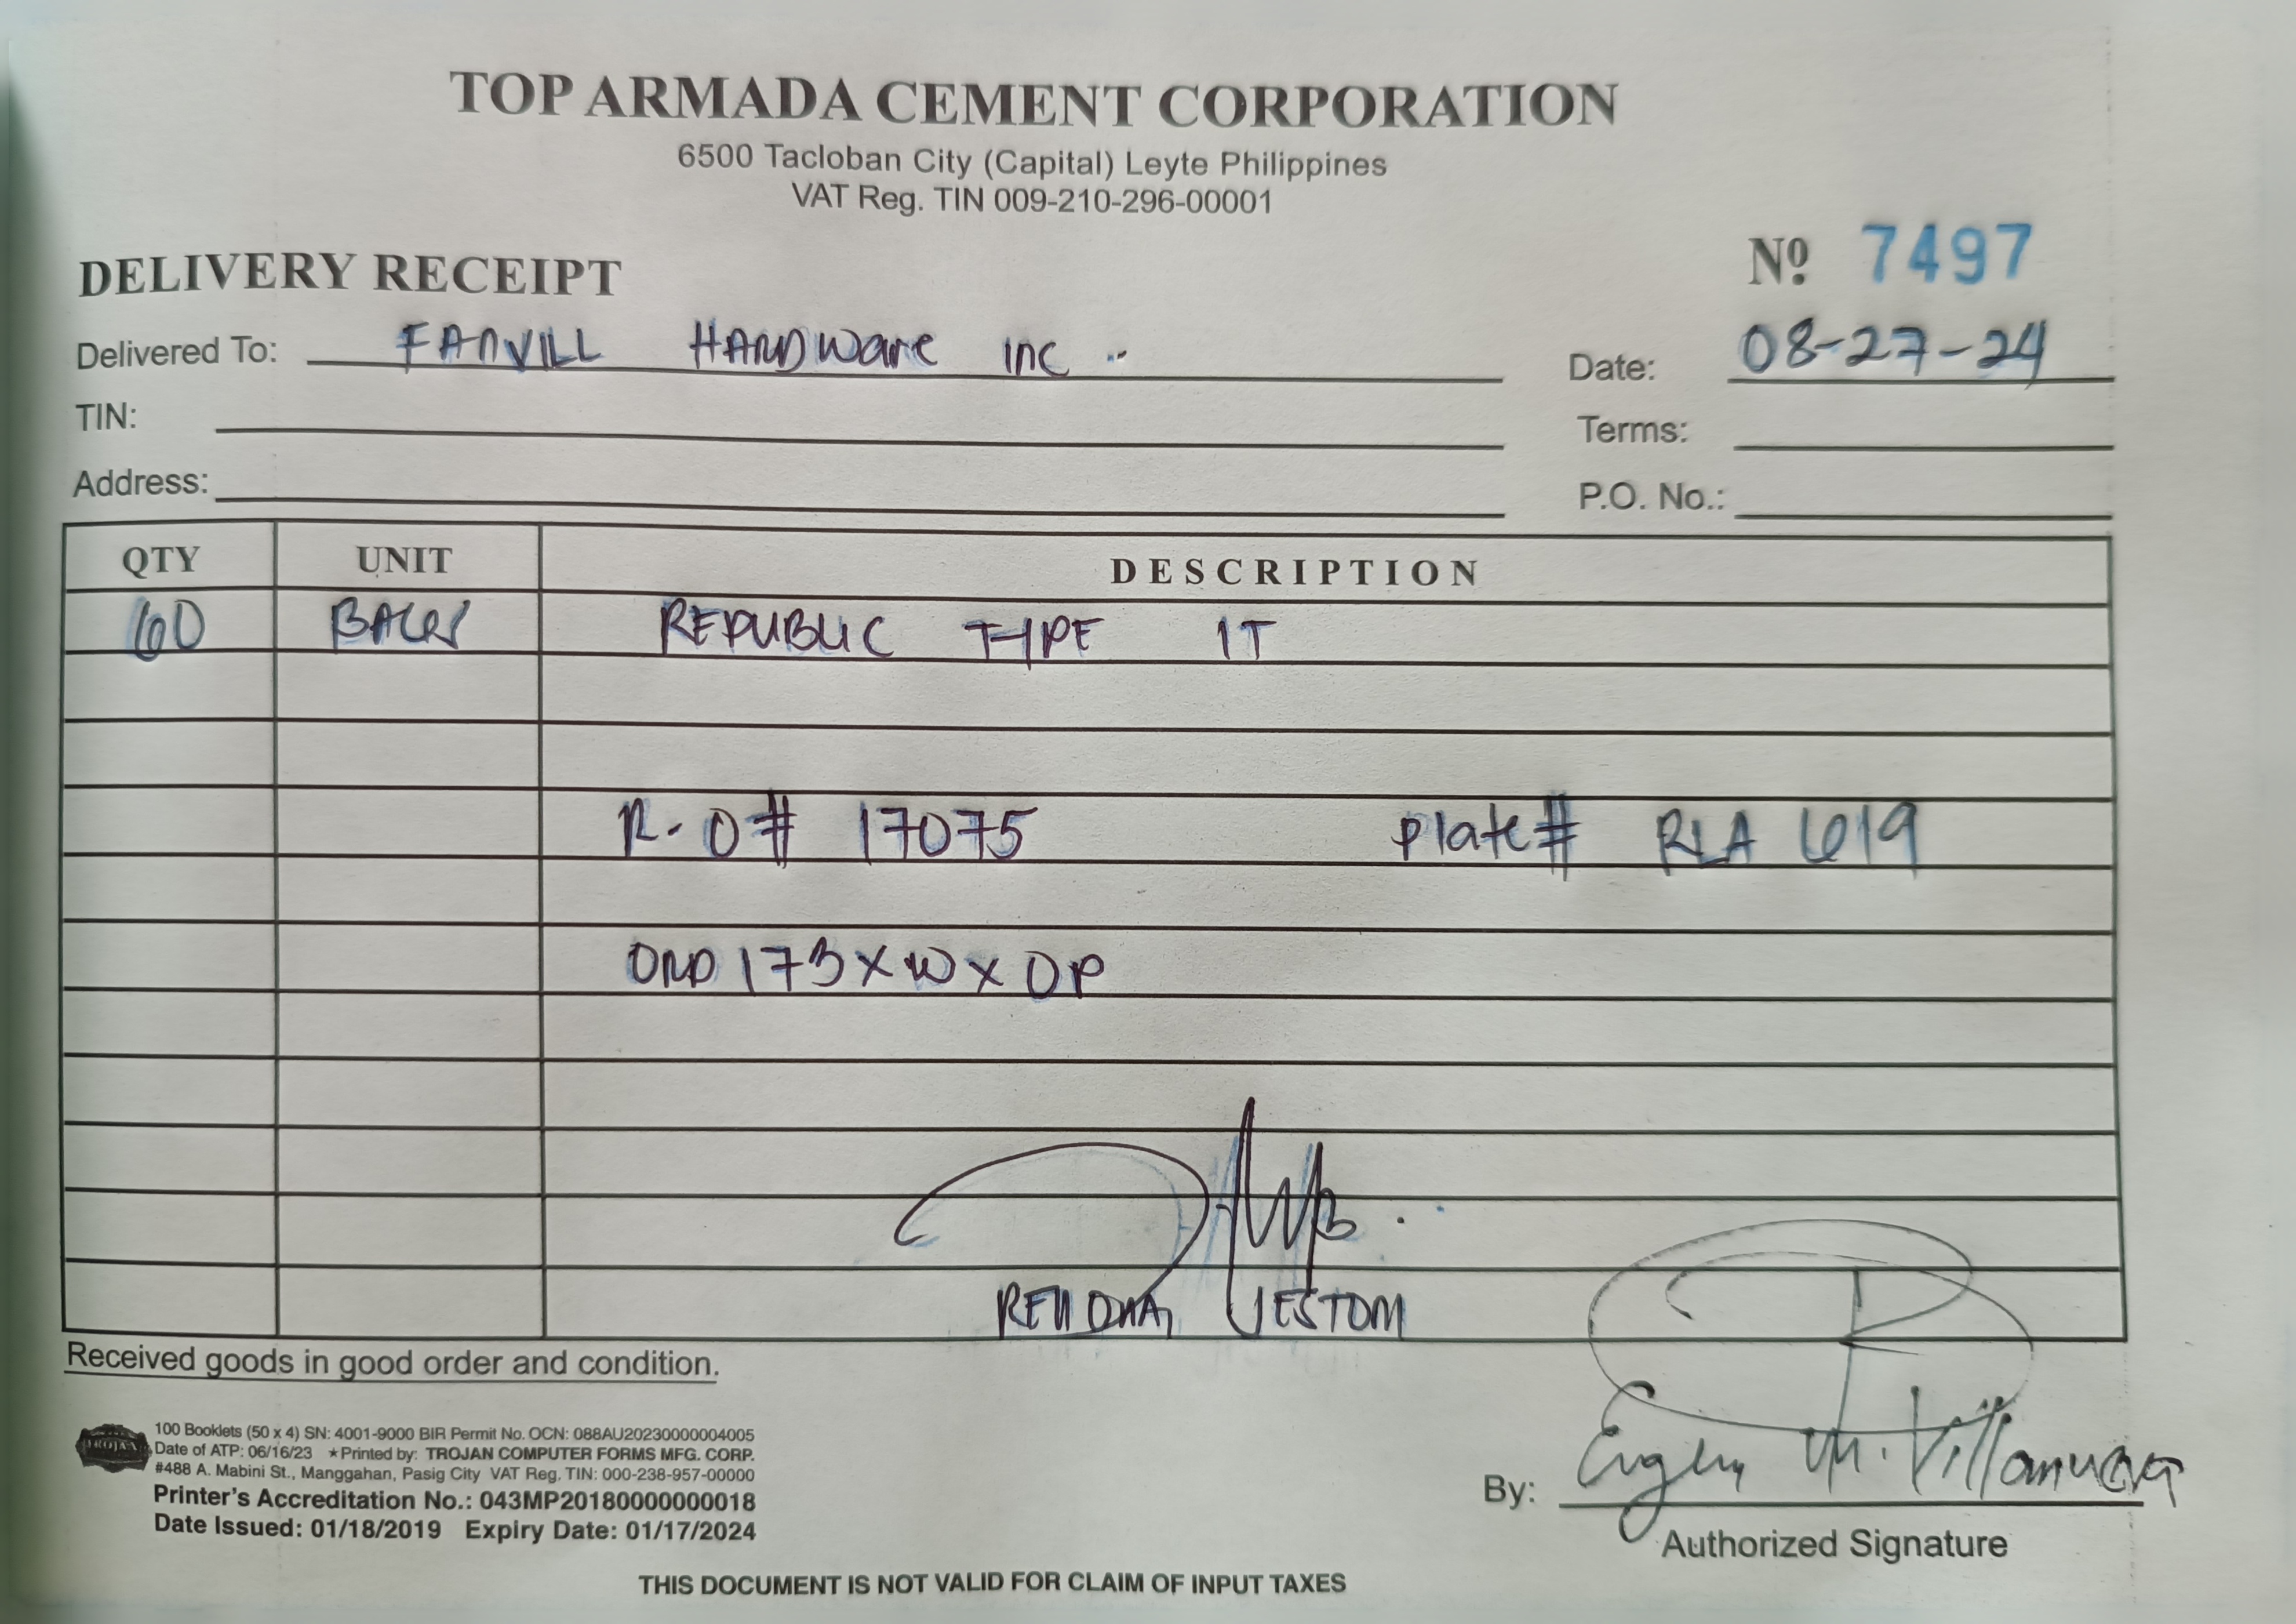 TOP ARMADA CEMENT CORPORATION
6500 Tacloban City (Capital) Leyte Philippines
VAT Reg. TIN 009-210-296-00001
DELIVERY RECEIPT
Nº 7497
Delivered To: FANVILL HARDWare inc
Date: 08-27-24
TIN:
Terms:
Address:
P.O. No.:
QTY UNIT DESCRIPTION
60 BAGS REPUBLIC TYPE 1T
R-O# 17075 Plate# RLA 619
ORD 173XWXOP
JESTOM
Received goods in good order and condition.
TROJAN
100 Booklets (50 x 4) SN: 4001-9000 BIR Permit No. OCN: 088AU20230000004005
Date of ATP: 06/16/23 ★Printed by: TROJAN COMPUTER FORMS MFG. CORP.
#488 A. Mabini St., Manggahan, Pasig City VAT Reg. TIN: 000-238-957-00000
Printer's Accreditation No.: 043MP20180000000018
Date Issued: 01/18/2019 Expiry Date: 01/17/2024
By: M. Villanueva
Authorized Signature
THIS DOCUMENT IS NOT VALID FOR CLAIM OF INPUT TAXES